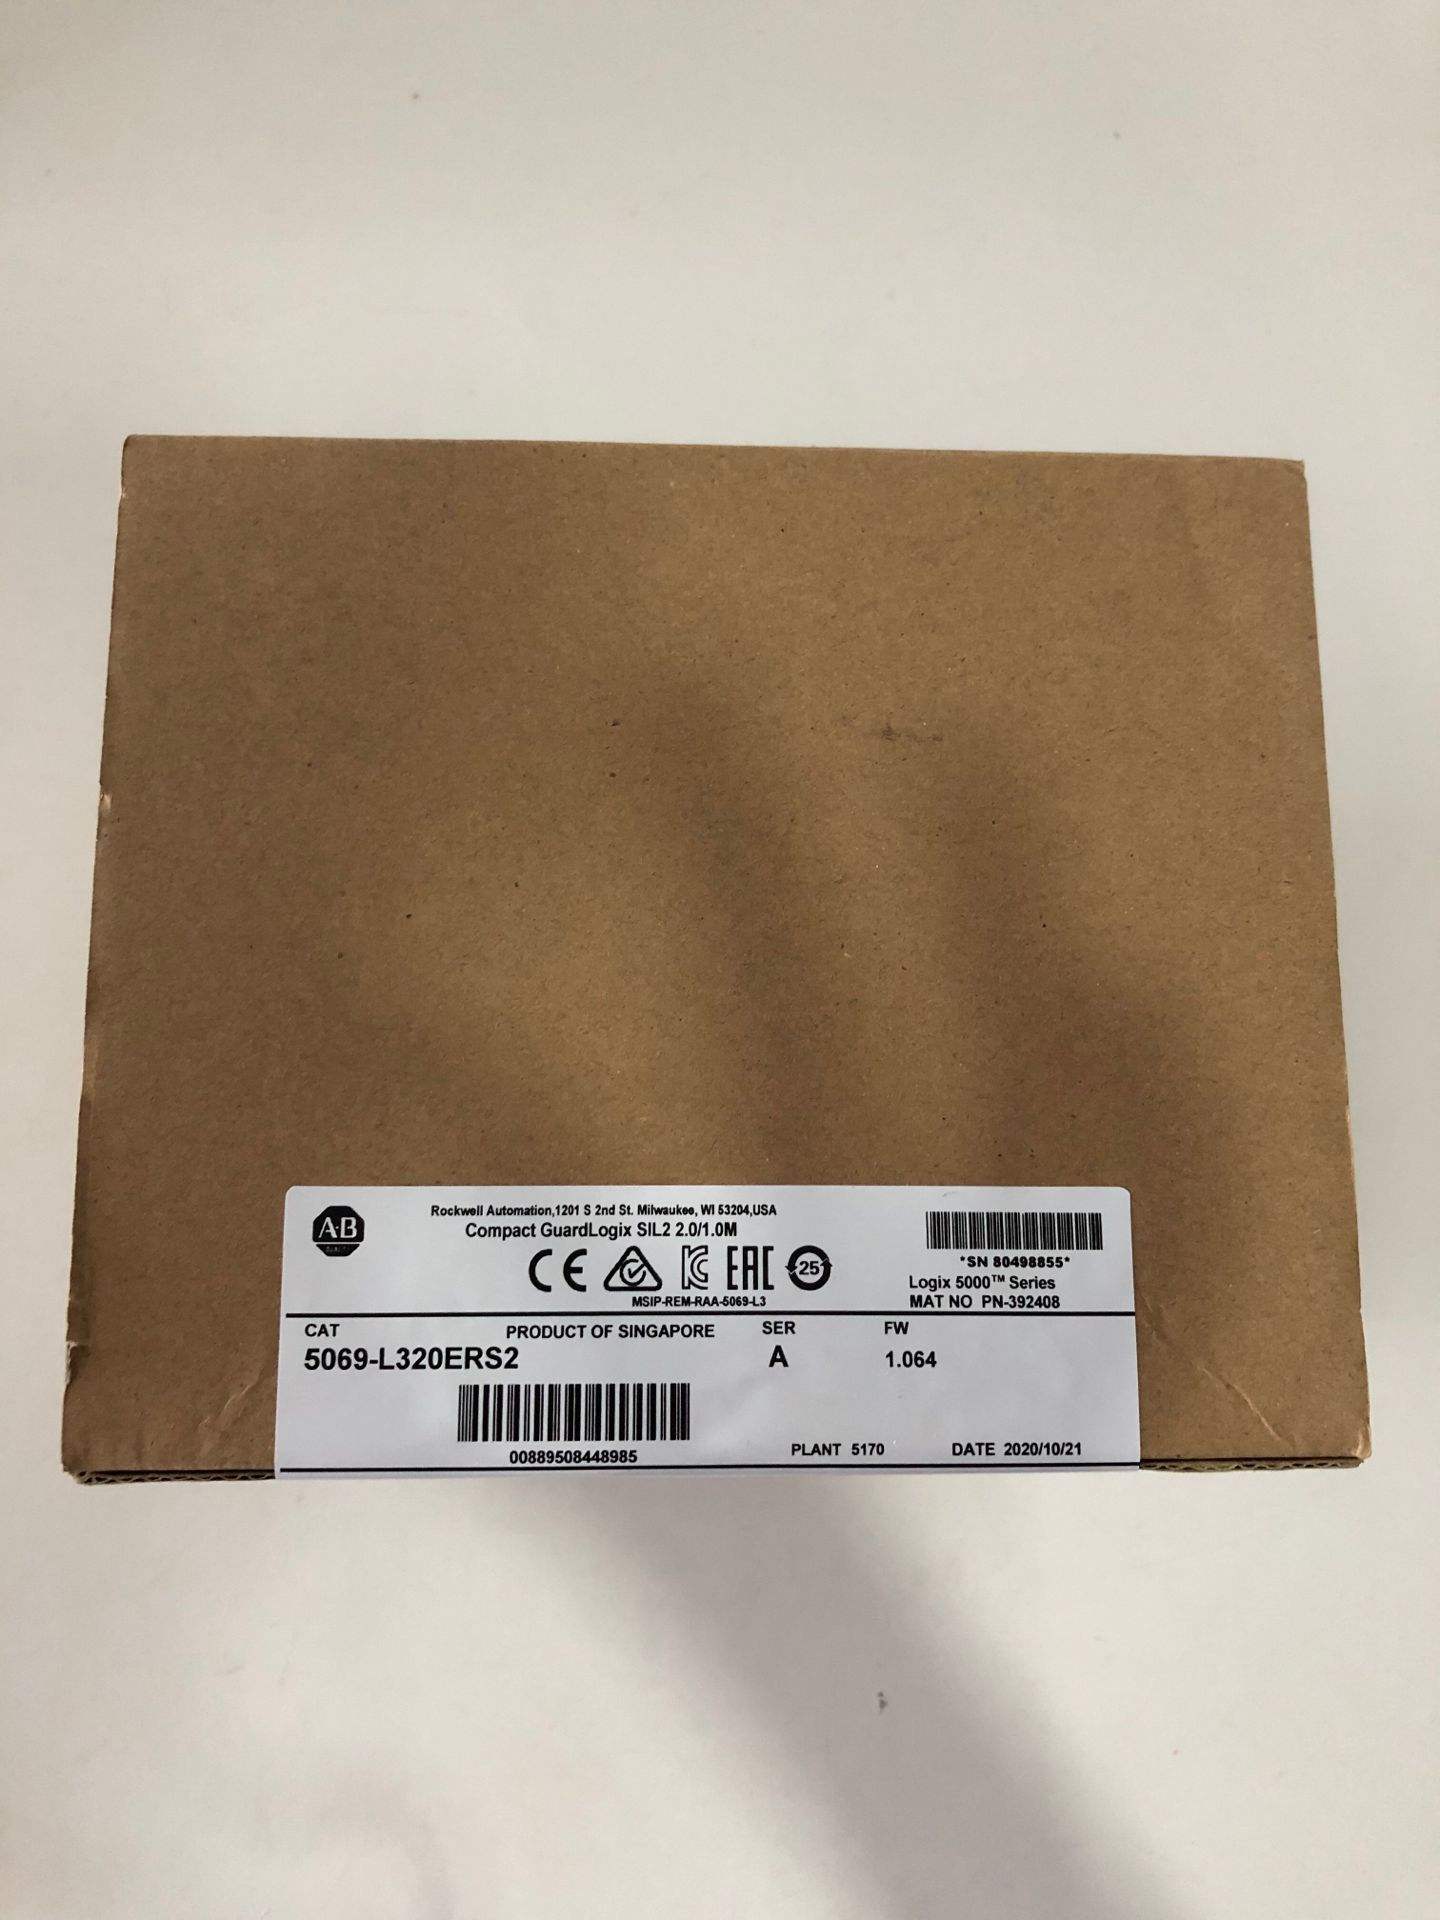 A-B
QUALITY
Rockwell Automation,1201 S 2nd St. Milwaukee, WI 53204,USA
Compact GuardLogix SIL2 2.0/1.0M
CE KC EAC 25
MSIP-REM-RAA-5069-L3
*SN 80498855*
Logix 5000™ Series
MAT NO PN-392408
CAT PRODUCT OF SINGAPORE SER FW
5069-L320ERS2 A 1.064
00889508448985
PLANT 5170 DATE 2020/10/21